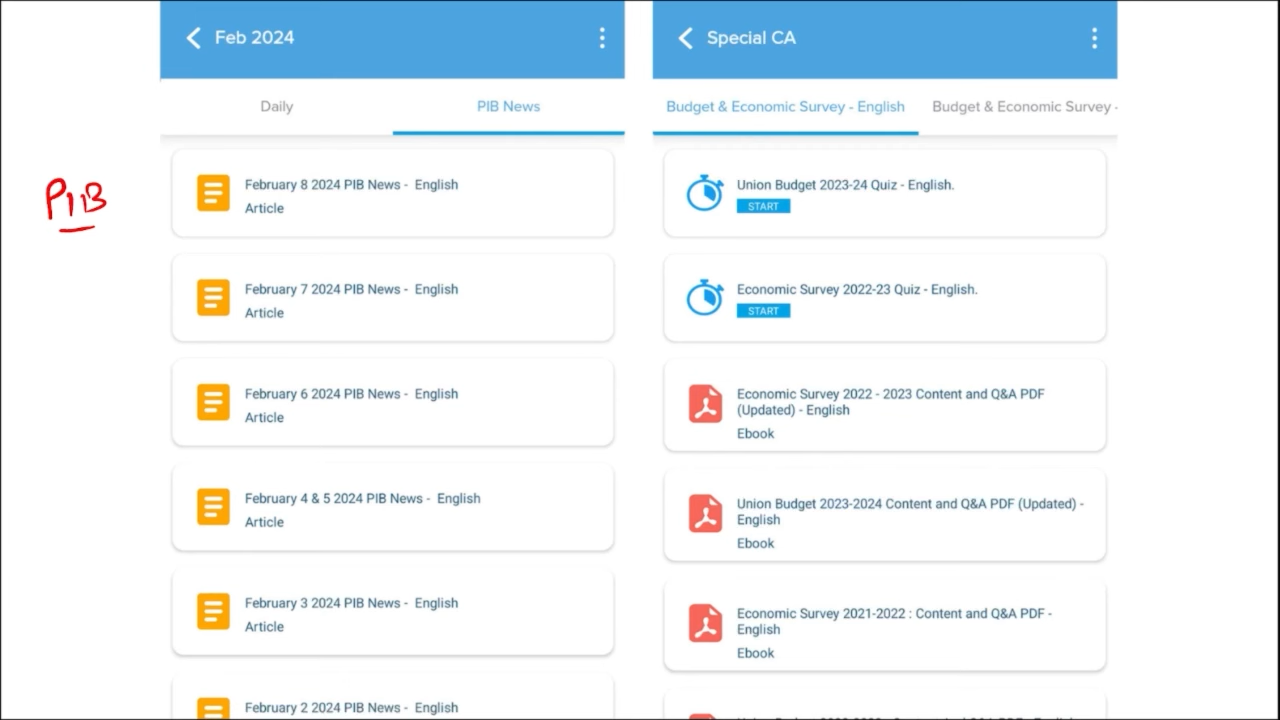 PIB
Feb 2024
Daily
PIB News
February 8 2024 PIB News - English
Article
February 7 2024 PIB News - English
Article
February 6 2024 PIB News - English
Article
February 4 & 5 2024 PIB News - English
Article
February 3 2024 PIB News - English
Article
February 2 2024 PIB News - English
Special CA
Budget & Economic Survey - English
Budget & Economic Survey -
Union Budget 2023-24 Quiz - English.
START
Economic Survey 2022-23 Quiz - English.
START
Economic Survey 2022 - 2023 Content and Q&A PDF
(Updated) - English
Ebook
Union Budget 2023-2024 Content and Q&A PDF (Updated) -
English
Ebook
Economic Survey 2021-2022 : Content and Q&A PDF -
English
Ebook